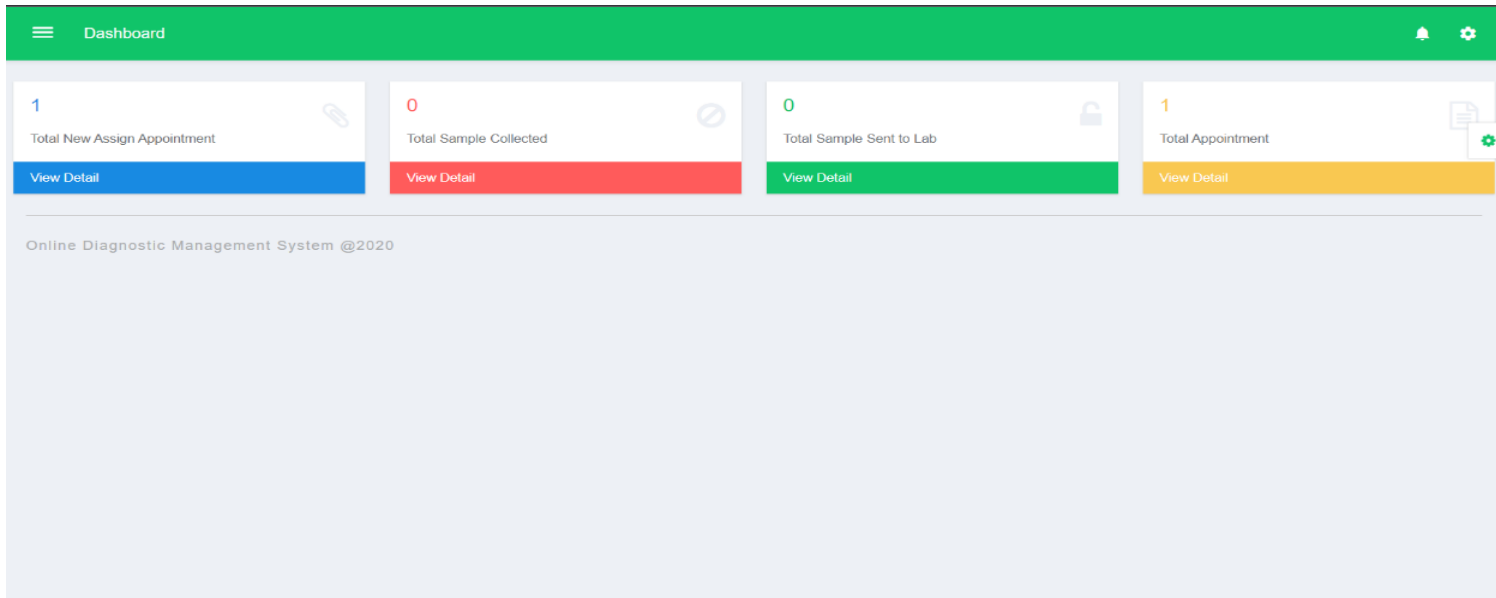 Dashboard
1
Total New Assign Appointment
View Detail
0
Total Sample Collected
View Detail
0
Total Sample Sent to Lab
View Detail
1
Total Appointment
View Detail
Online Diagnostic Management System @2020